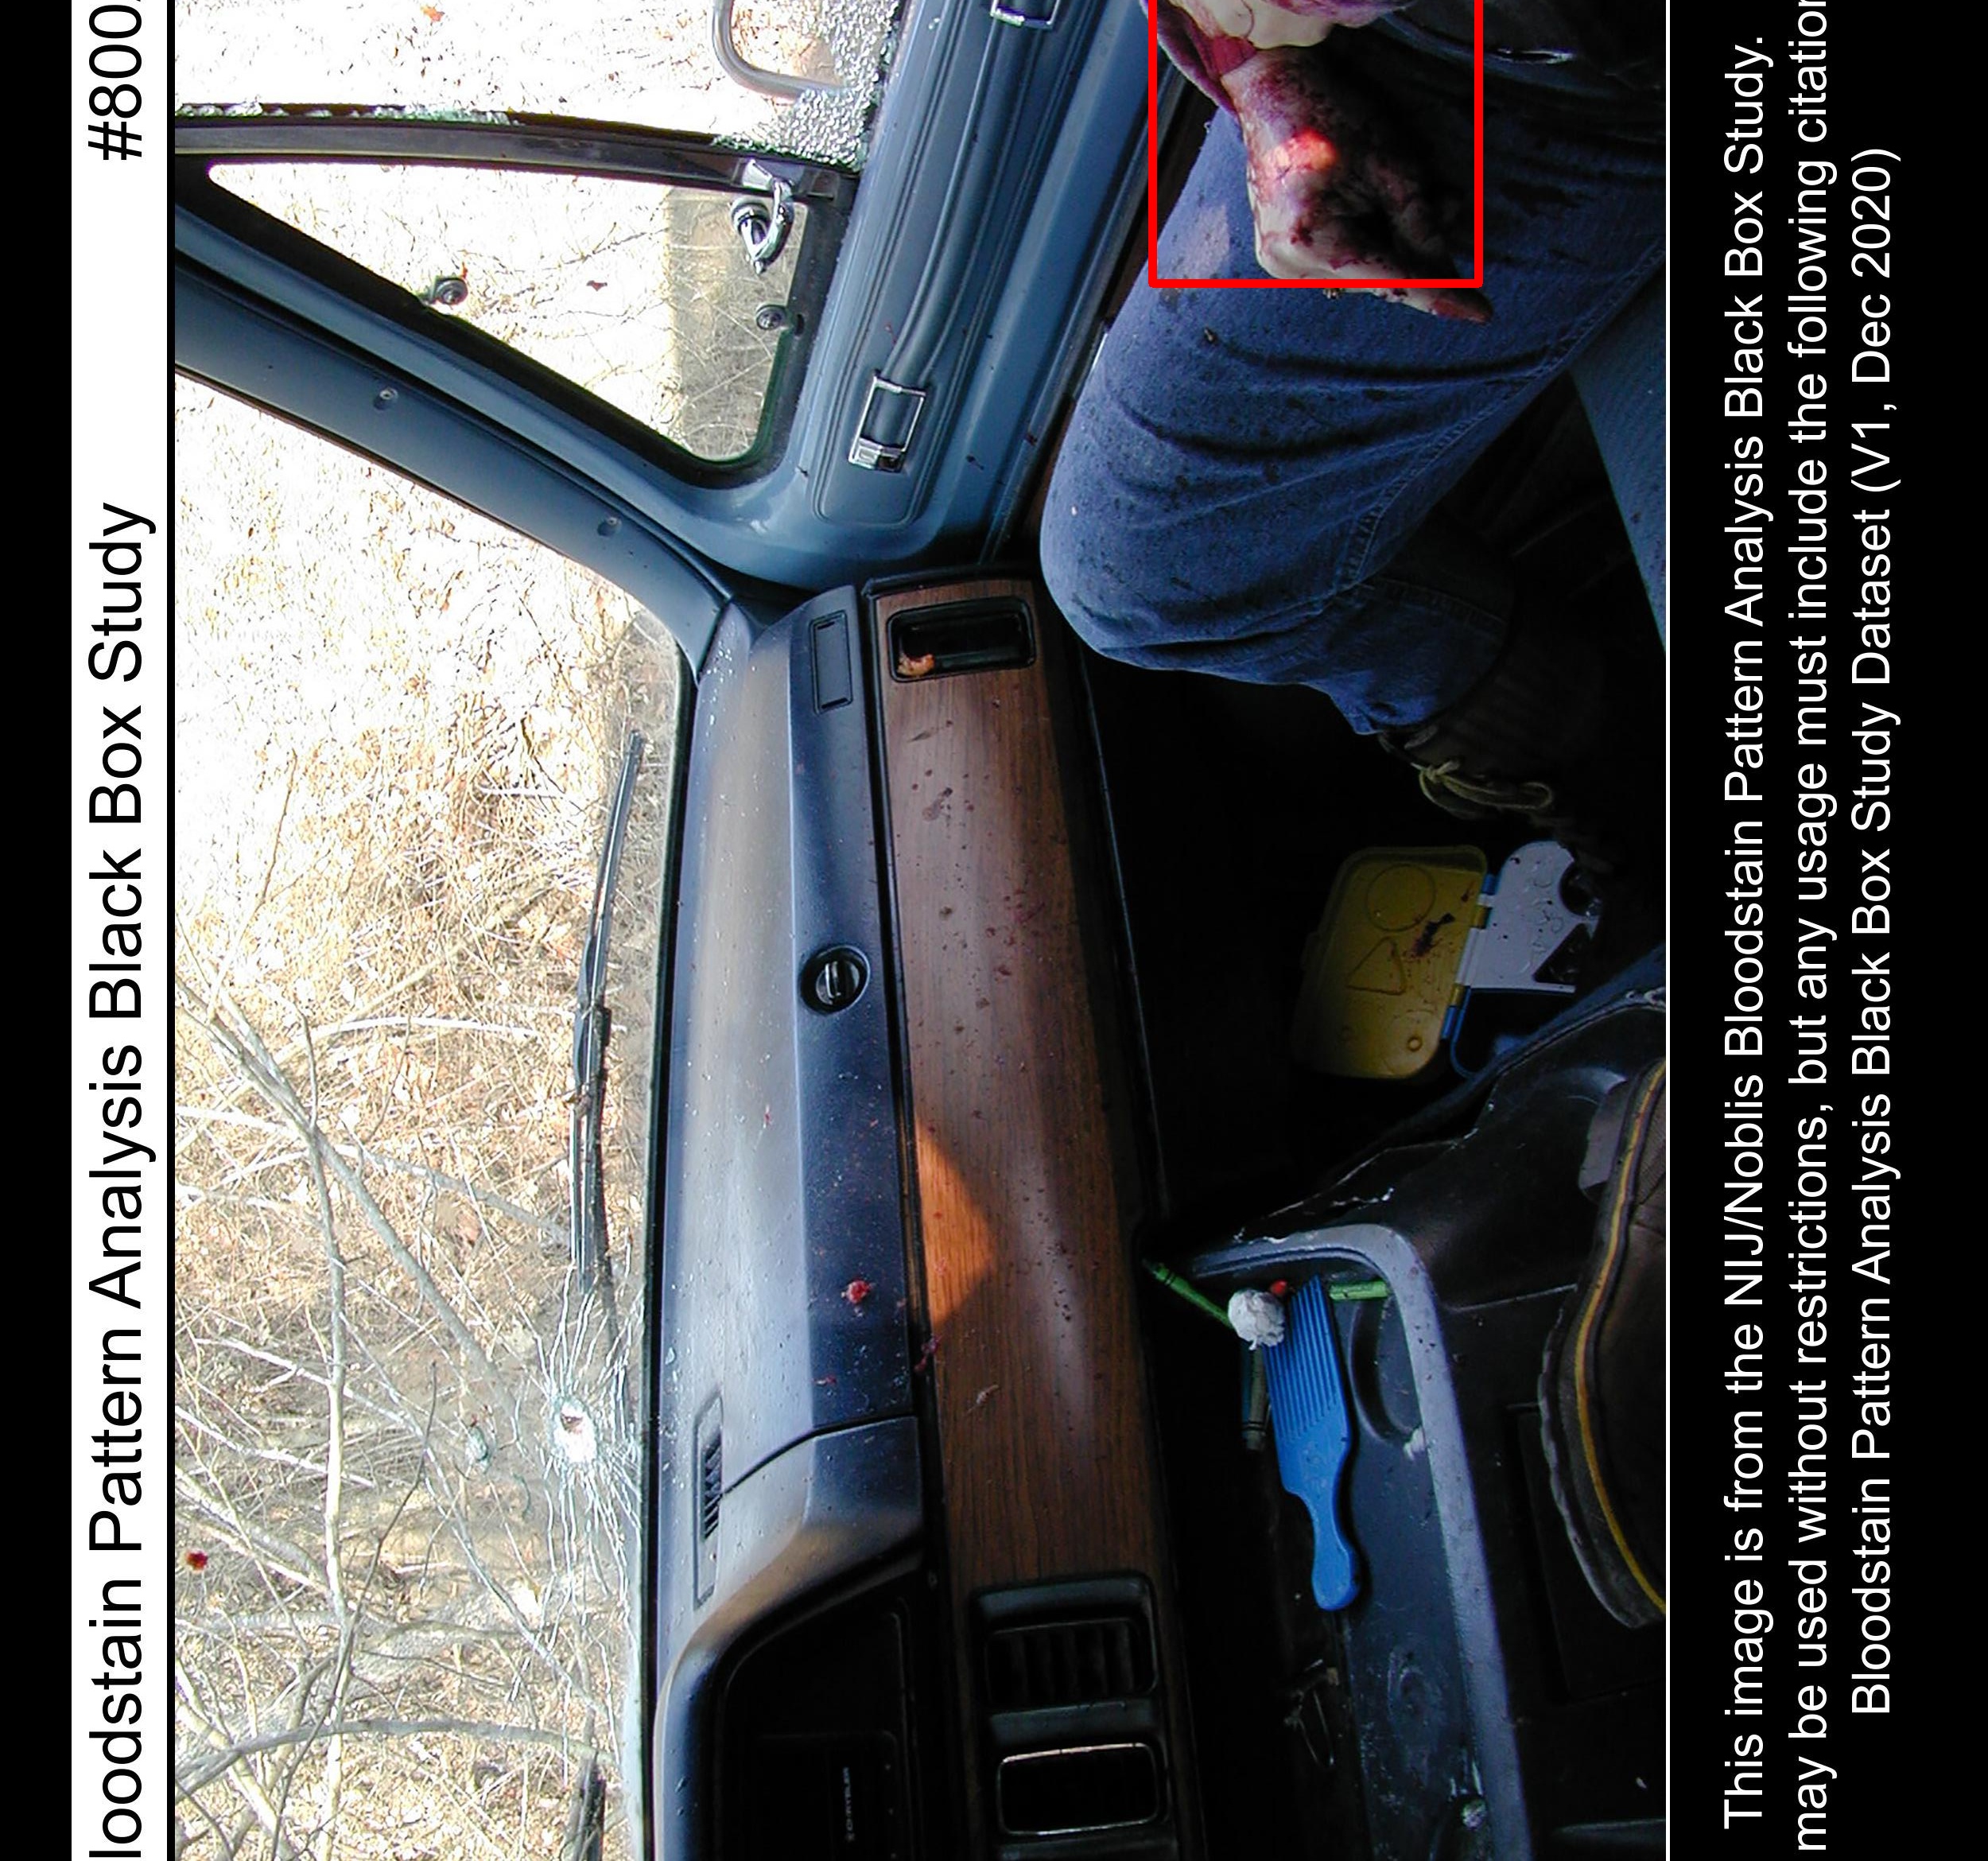 loodstain Pattern Analysis Black Box Study #800
This image is from the NIJ/Noblis Bloodstain Pattern Analysis Black Box Study.
may be used without restrictions, but any usage must include the following citation
Bloodstain Pattern Analysis Black Box Study Dataset (V1, Dec 2020)